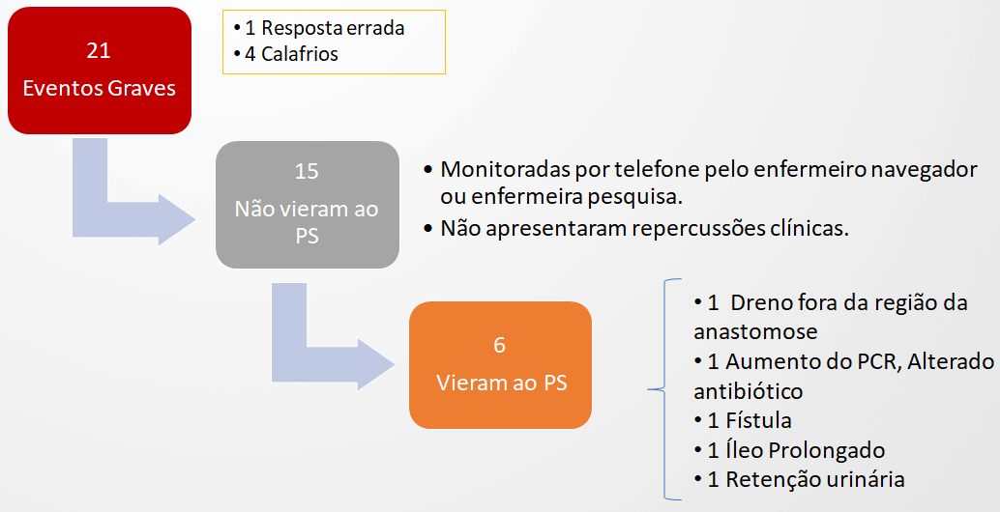 21
Eventos Graves
• 1 Resposta errada
• 4 Calafrios
15
Não vieram ao
PS
• Monitoradas por telefone pelo enfermeiro navegador
ou enfermeira pesquisa.
• Não apresentaram repercussões clínicas.
6
Vieram ao PS
• 1 Dreno fora da região da
anastomose
• 1 Aumento do PCR, Alterado
antibiótico
• 1 Fístula
• 1 Íleo Prolongado
• 1 Retenção urinária